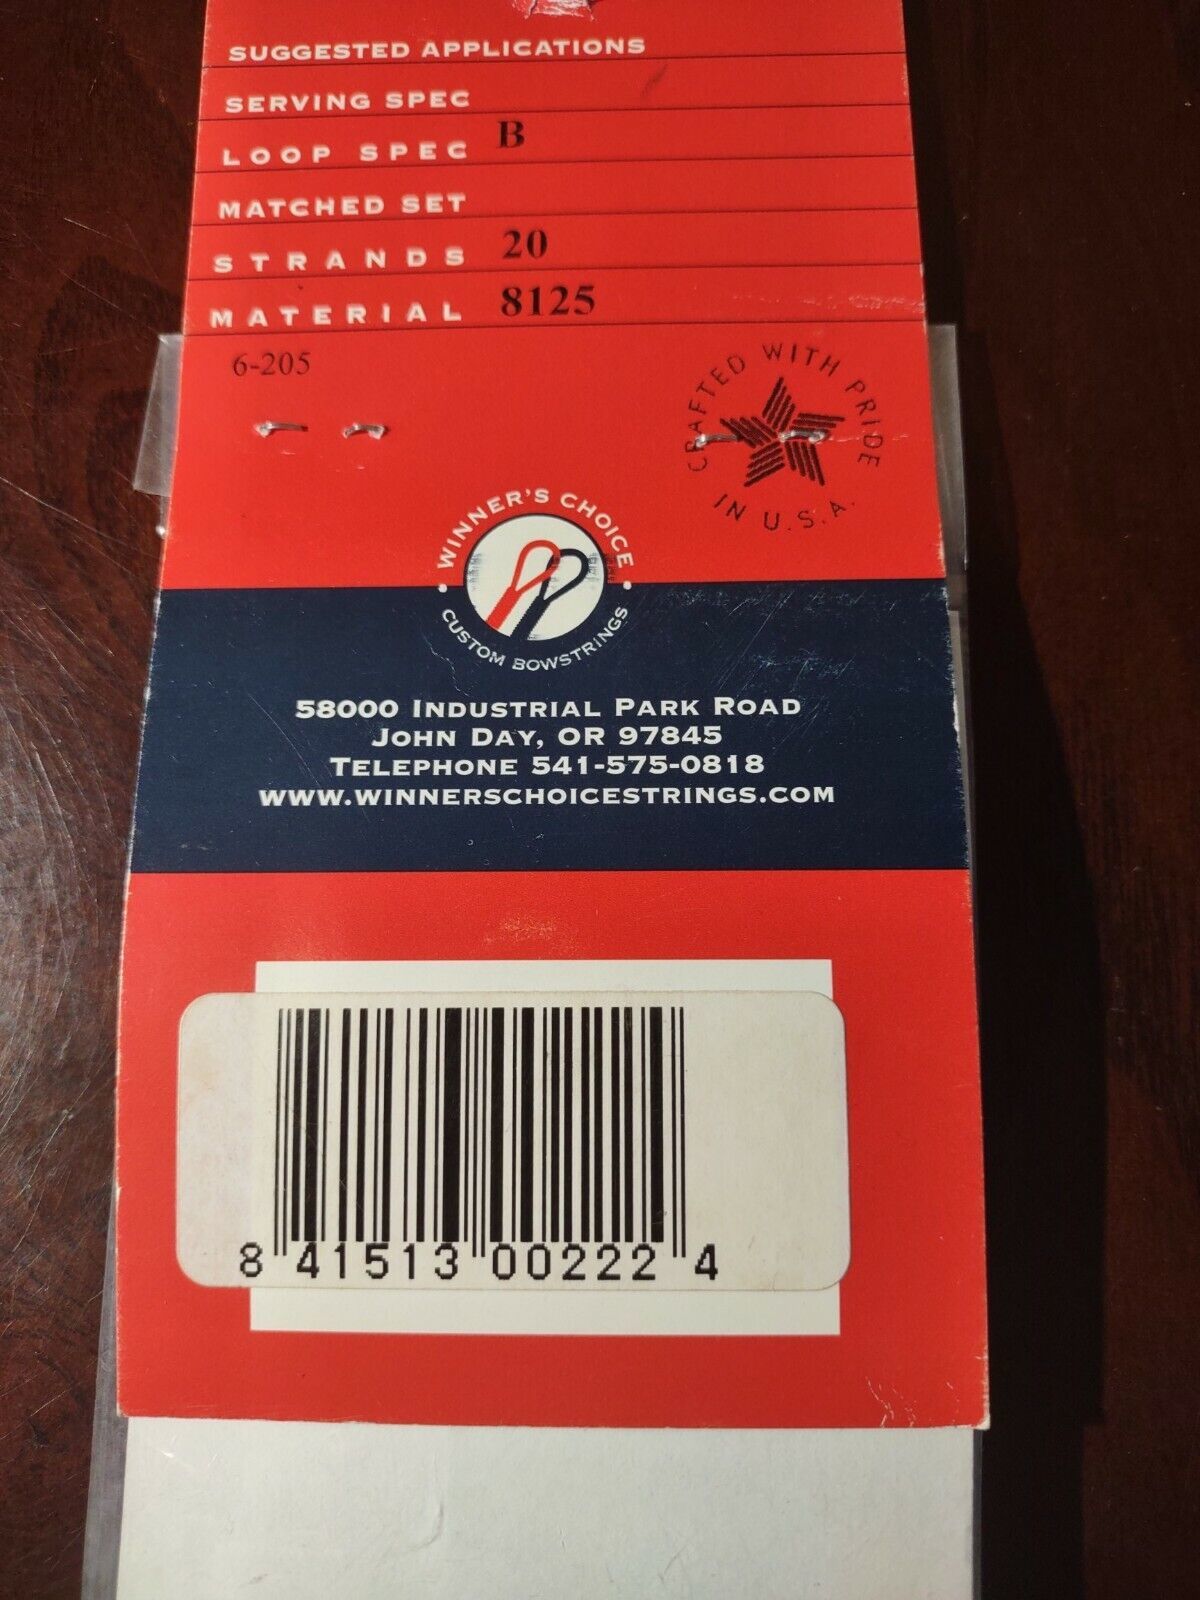 SUGGESTED APPLICATIONS
SERVING SPEC
LOOP SPEC B
MATCHED SET
STRANDS 20
MATERIAL 8125
6-205
CRAFTED WITH PRIDE
IN U.S.A.
WINNER'S CHOICE
CUSTOM BOWSTRINGS
58000 INDUSTRIAL PARK ROAD
JOHN DAY, OR 97845
TELEPHONE 541-575-0818
WWW.WINNERSCHOICESTRINGS.COM
8 41513 00222 4